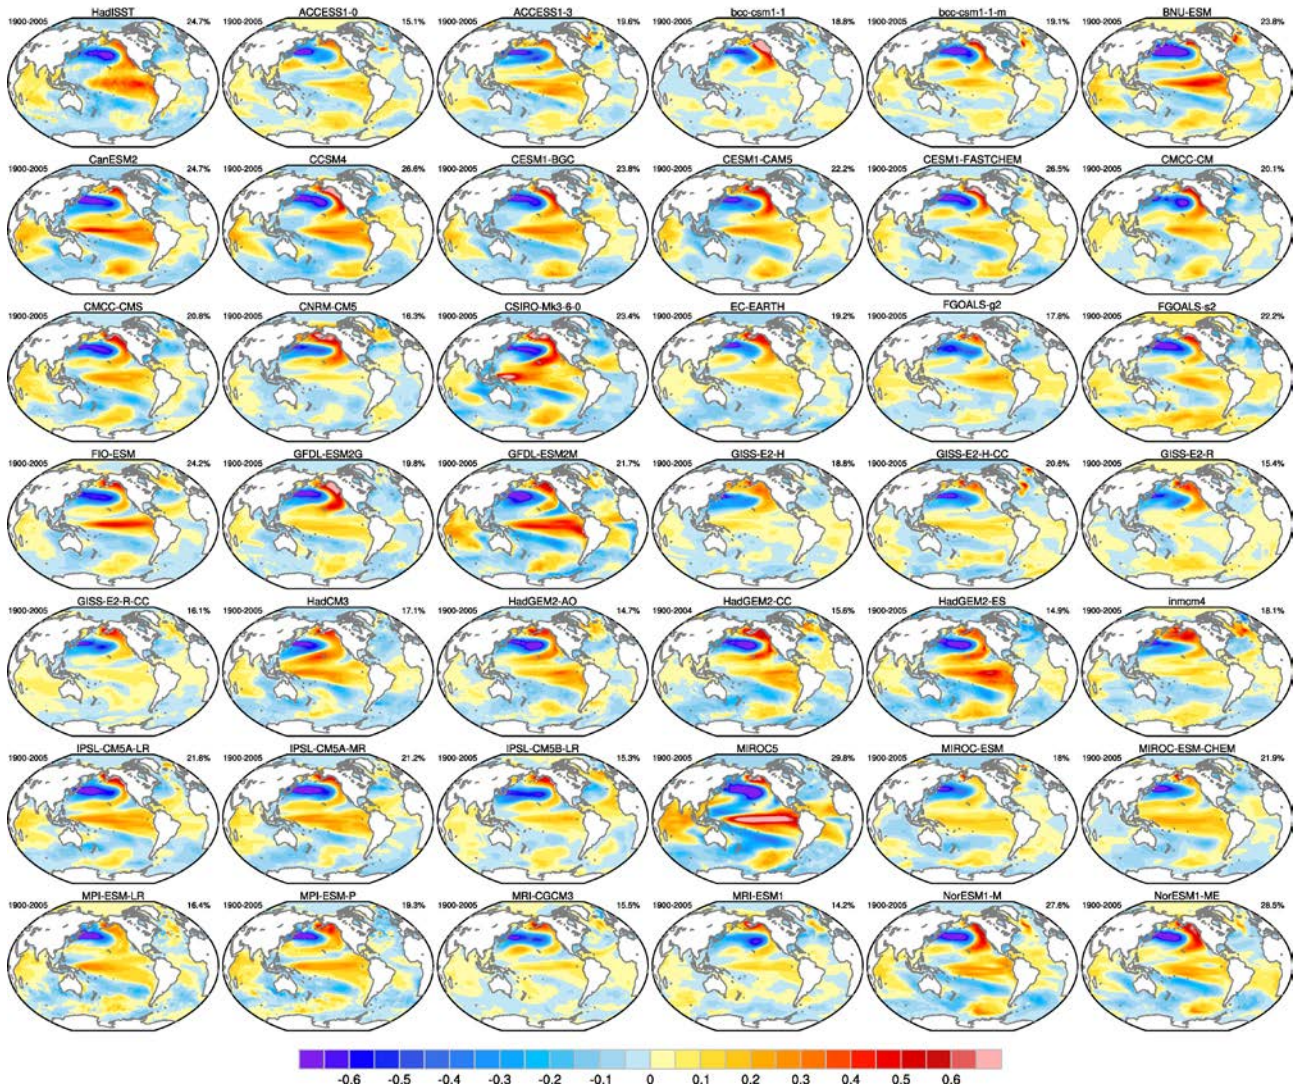 HadISST ACCESS1-0 ACCESS1-3 bcc-csm1-1 bcc-csm1-1-m BNU-ESM
1900-2005 24.7% 1900-2005 15.1% 1900-2005 19.6% 1900-2005 18.8% 1900-2005 19.1% 1900-2005 23.8%
CanESM2 CCSM4 CESM1-BGC CESM1-CAM5 CESM1-FASTCHEM CMCC-CM
1900-2005 24.7% 1900-2005 26.6% 1900-2005 23.8% 1900-2005 22.2% 1900-2005 26.5% 1900-2005 20.1%
CMCC-CMS CNRM-CM5 CSIRO-Mk3-6-0 EC-EARTH FGOALS-g2 FGOALS-s2
1900-2005 20.8% 1900-2005 16.3% 1900-2005 23.4% 1900-2005 19.2% 1900-2005 17.8% 1900-2005 22.2%
FIO-ESM GFDL-ESM2G GFDL-ESM2M GISS-E2-H GISS-E2-H-CC GISS-E2-R
1900-2005 24.2% 1900-2005 19.8% 1900-2005 21.7% 1900-2005 18.8% 1900-2005 20.6% 1900-2005 15.4%
GISS-E2-R-CC HadCM3 HadGEM2-AO HadGEM2-CC HadGEM2-ES inmcm4
1900-2005 16.1% 1900-2005 17.1% 1900-2005 14.7% 1900-2004 15.6% 1900-2005 14.9% 1900-2005 18.1%
IPSL-CM5A-LR IPSL-CM5A-MR IPSL-CM5B-LR MIROC5 MIROC-ESM MIROC-ESM-CHEM
1900-2005 21.8% 1900-2005 21.2% 1900-2005 15.3% 1900-2005 29.8% 1900-2005 18% 1900-2005 21.9%
MPI-ESM-LR MPI-ESM-P MRI-CGCM3 MRI-ESM1 NorESM1-M NorESM1-ME
1900-2005 16.4% 1900-2005 19.3% 1900-2005 15.5% 1900-2005 14.2% 1900-2005 27.6% 1900-2005 28.5%
-0.6 -0.5 -0.4 -0.3 -0.2 -0.1 0 0.1 0.2 0.3 0.4 0.5 0.6